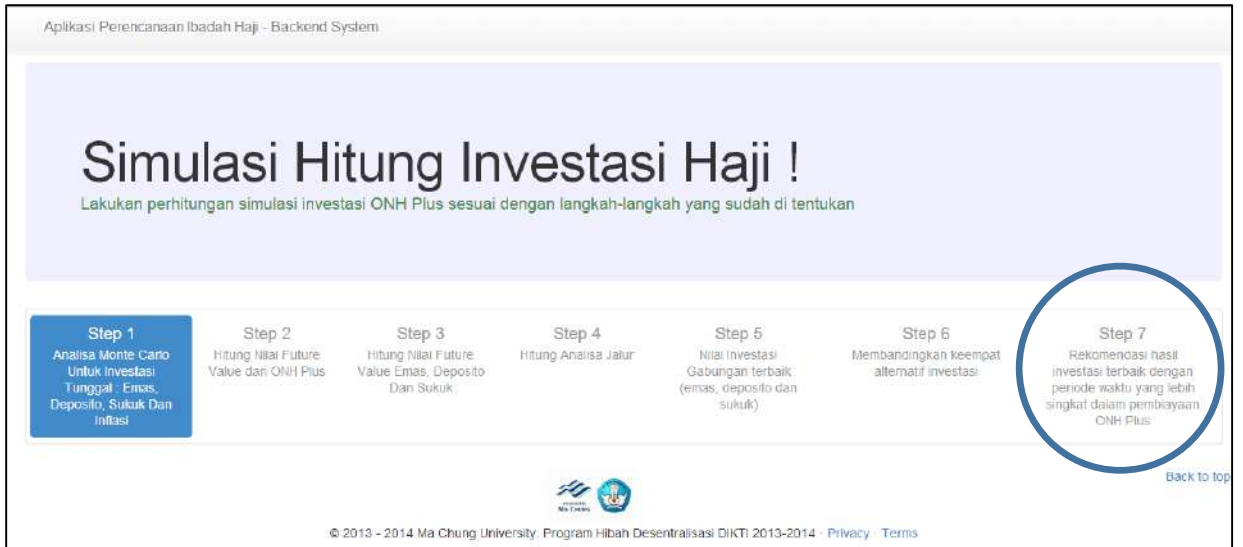 Aplikasi Perencanaan Ibadah Haji - Backend System
Simulasi Hitung Investasi Haji !
Lakukan perhitungan simulasi investasi ONH Plus sesuai dengan langkah-langkah yang sudah di tentukan
Step 1
Analisa Monte Carlo
Untuk Investasi
Tunggal : Emas,
Deposito, Sukuk Dan
Inflasi
Step 2
Hitung Nilai Future
Value dari ONH Plus
Step 3
Hitung Nilai Future
Value Emas, Deposito
Dan Sukuk
Step 4
Hitung Analisa Jalur
Step 5
Nilai Investasi
Gabungan terbaik
(emas, deposito dan
sukuk)
Step 6
Membandingkan keempat
alternatif investasi
Step 7
Rekomendasi hasil
investasi terbaik dengan
periode waktu yang lebih
singkat dalam pembiayaan
ONH Plus
Back to top
Ma Chung
© 2013 - 2014 Ma Chung University. Program Hibah Desentralisasi DIKTI 2013-2014 · Privacy · Terms